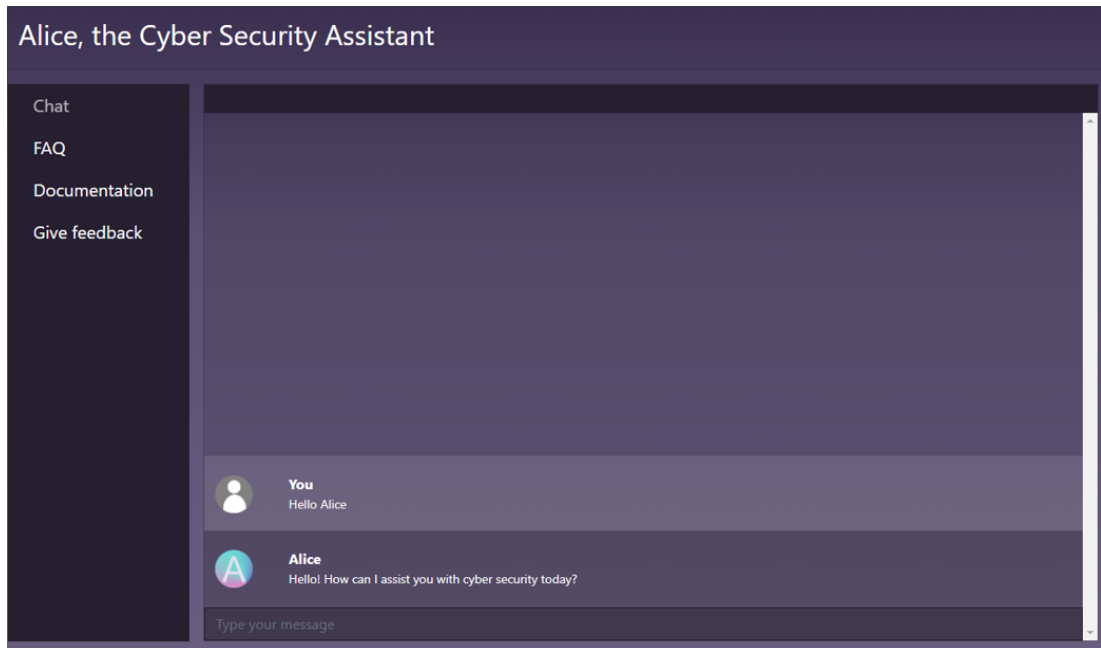 Alice, the Cyber Security Assistant
Chat
FAQ
Documentation
Give feedback
You
Hello Alice
A
Alice
Hello! How can I assist you with cyber security today?
Type your message